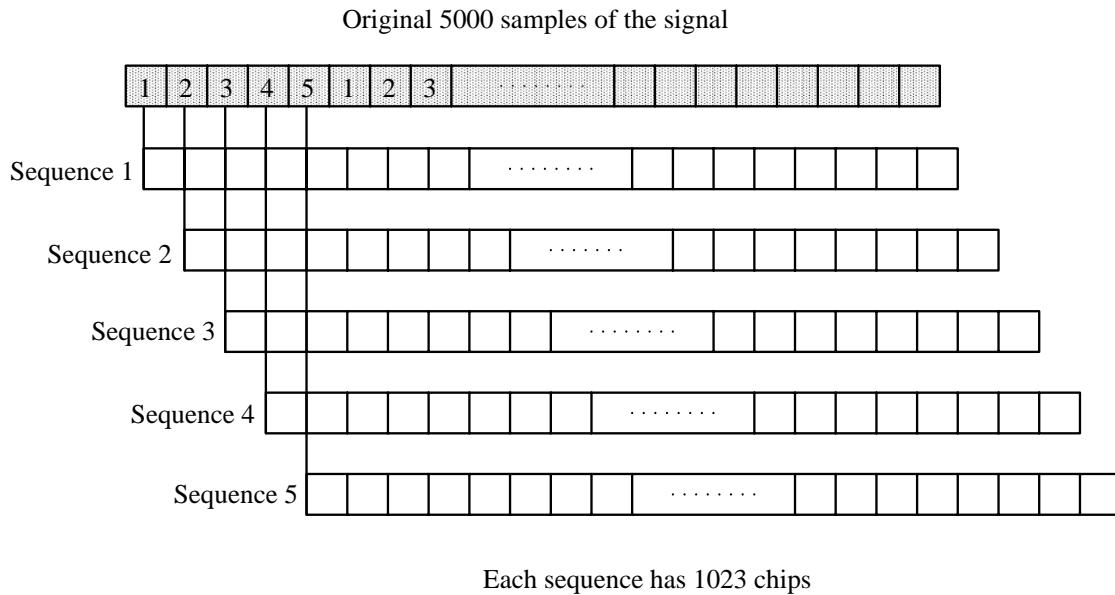 Original 5000 samples of the signal
1 2 3 4 5 1 2 3 . . . . . . . .
Sequence 1 . . . . . . . .
Sequence 2 . . . . . . .
Sequence 3 . . . . . . . .
Sequence 4 . . . . . . . .
Sequence 5 . . . . . . . .
Each sequence has 1023 chips